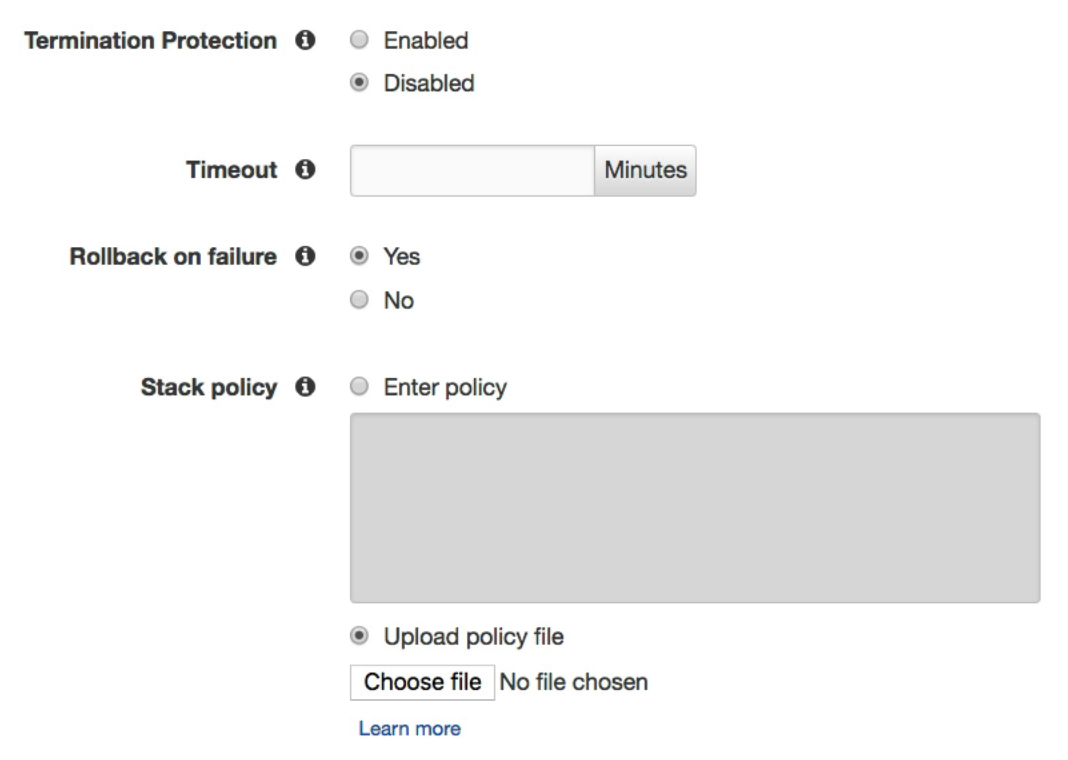 Termination Protection Enabled
Disabled
Timeout Minutes
Rollback on failure Yes
No
Stack policy Enter policy
Upload policy file
Choose file No file chosen
Learn more